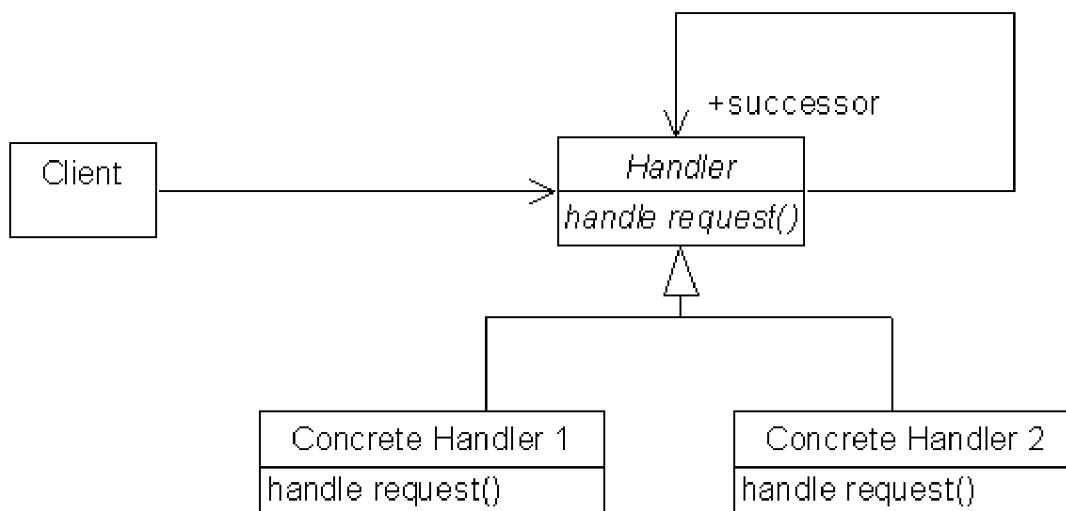 +successor
Client
Handler
handle request()
Concrete Handler 1
handle request()
Concrete Handler 2
handle request()